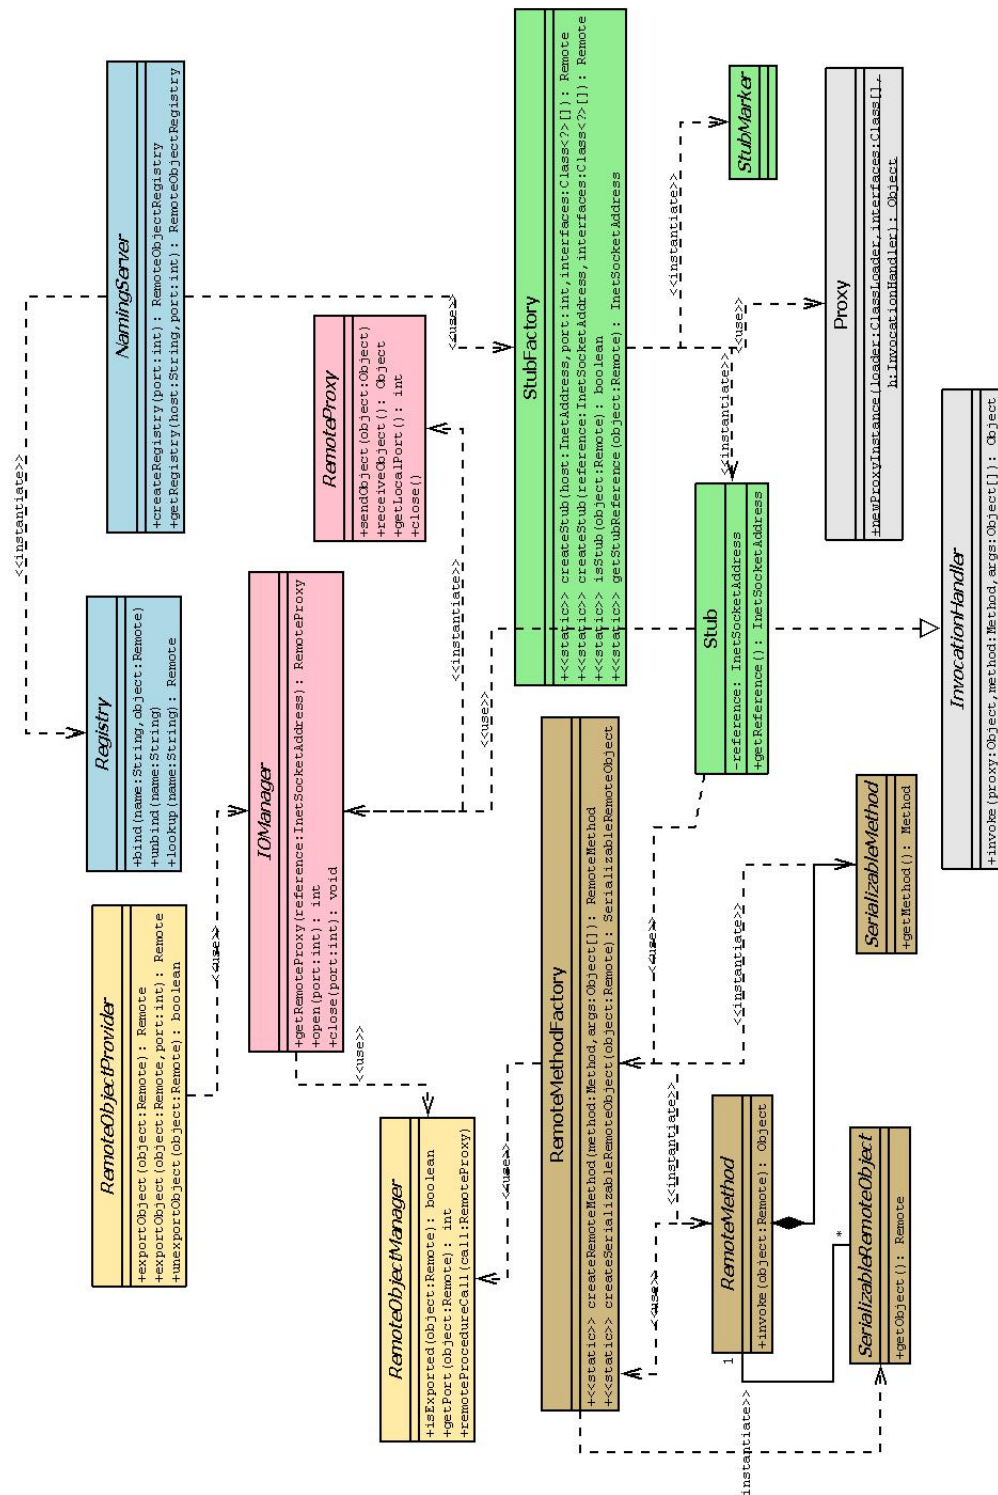 RemoteObjectProvider
+exportObject(object:Remote): Remote
+exportObject(object:Remote,port:int): Remote
+unexportObject(object:Remote): boolean
Registry
+bind(name:String,object:Remote)
+unbind(name:String)
+lookup(name:String): Remote
<<instantiate>>
NamingServer
+createRegistry(port:int): RemoteObjectRegistry
+getRegistry(host:String,port:int): RemoteObjectRegistry
<<use>>
<<use>>
RemoteObjectManager
+isExported(object:Remote): boolean
+getPort(object:Remote): int
+remoteProcedureCall(call:RemoteProxy)
<<use>>
IOManager
+getRemoteProxy(reference:InetSocketAddress): RemoteProxy
+open(port:int): int
+close(port:int): void
<<instantiate>>
RemoteProxy
+sendObject(object:Object)
+receiveObject(): Object
+getLocalPort(): int
+close()
<<use>>
<<use>>
RemoteMethodFactory
+<<static>> createRemoteMethod(method:Method,args:Object[]): RemoteMethod
+<<static>> createSerializableRemoteObject(object:Remote): SerializableRemoteObject
StubFactory
+<<static>> createStub(host:InetAddress,port:int,interfaces:Class<?>[]): Remote
+<<static>> createStub(reference:InetSocketAddress,interfaces:Class<?>[]): Remote
+<<static>> isStub(object:Remote): boolean
+<<static>> getStubReference(object:Remote): InetSocketAddress
<<use>>
<<instantiate>>
<<use>>
<<instantiate>>
<<instantiate>>
<<use>>
<<instantiate>>
instantiate>>
RemoteMethod
+invoke(object:Remote): Object
1
*
Stub
-reference: InetSocketAddress
+getReference(): InetSocketAddress
StubMarker
SerializableRemoteObject
+getObject(): Remote
SerializableMethod
+getMethod(): Method
Proxy
+newProxyInstance(loader:ClassLoader,interfaces:Class[],
h:InvocationHandler): Object
InvocationHandler
+invoke(proxy:Object,method:Method,args:Object[]): Object